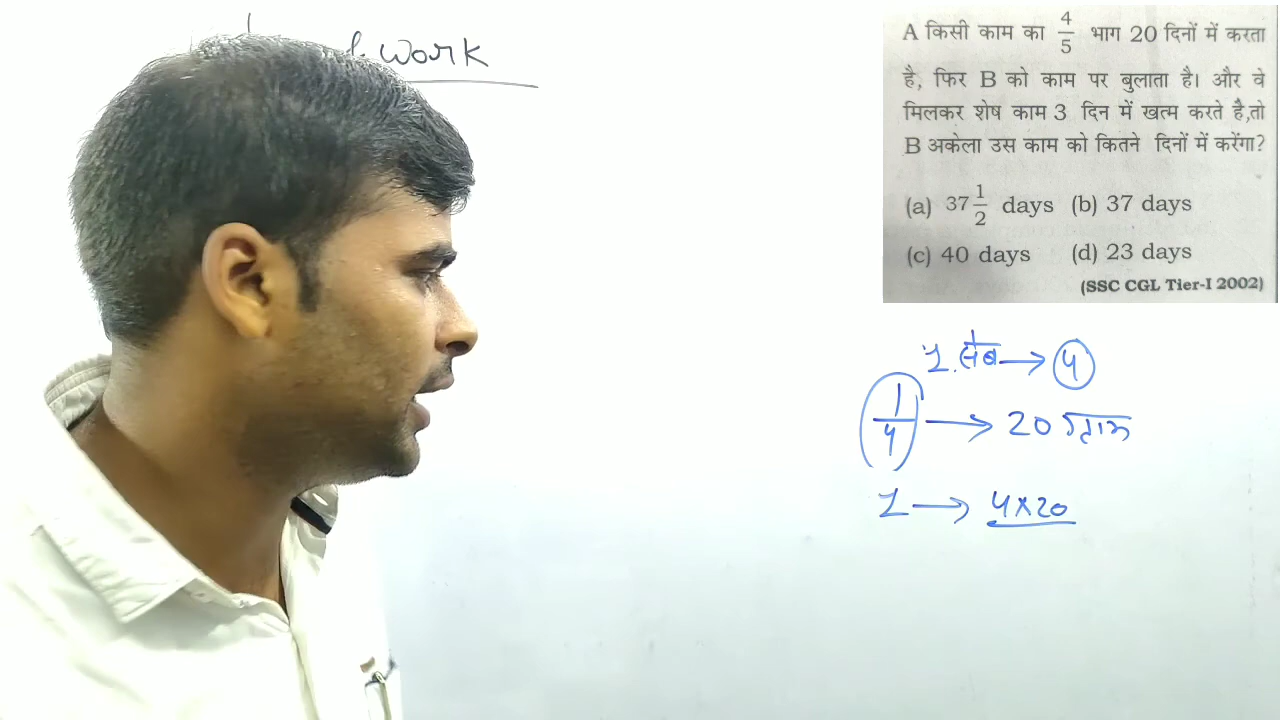 Work
A किसी काम का 4/5 भाग 20 दिनों में करता
है, फिर B को काम पर बुलाता है। और वे
मिलकर शेष काम 3 दिन में खत्म करते है,तो
B अकेला उस काम को कितने दिनों में करेंगा?
(a) 37 1/2 days (b) 37 days
(c) 40 days (d) 23 days
(SSC CGL Tier-I 2002)
1 सेब → 4
1/4 → 20 ग्राम
1 → 4×20